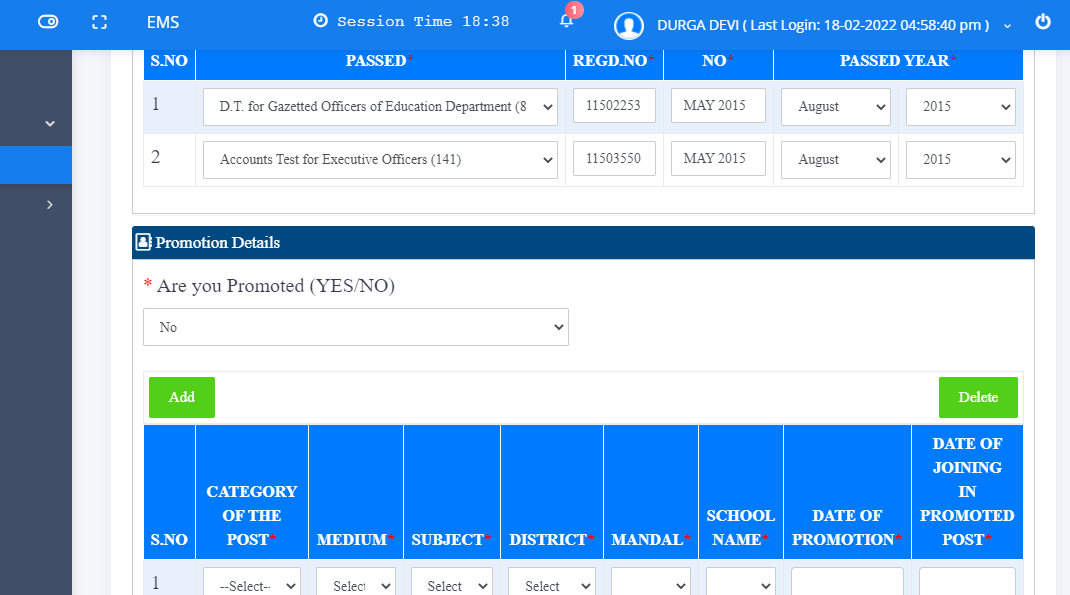 EMS Session Time 18:38 1 DURGA DEVI ( Last Login: 18-02-2022 04:58:40 pm )
S.NO PASSED* REGD.NO* NO* PASSED YEAR*
1 D.T. for Gazetted Officers of Education Department (8 11502253 MAY 2015 August 2015
2 Accounts Test for Executive Officers (141) 11503550 MAY 2015 August 2015
Promotion Details
* Are you Promoted (YES/NO)
No
Add Delete
DATE OF
JOINING
CATEGORY IN
OF THE SCHOOL DATE OF PROMOTED
S.NO POST* MEDIUM* SUBJECT* DISTRICT* MANDAL* NAME* PROMOTION* POST*
1 --Select- Select Select Select